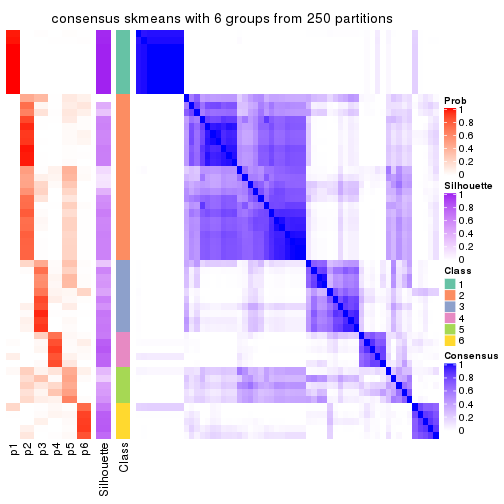 consensus skmeans with 6 groups from 250 partitions
Prob
1
0.8
0.6
0.4
0.2
0
Silhouette
1
0.8
0.6
0.4
0.2
0
Class
1
2
3
4
5
6
Consensus
1
0.8
0.6
0.4
0.2
0
p1
p2
p3
p4
p5
p6
Silhouette
Class